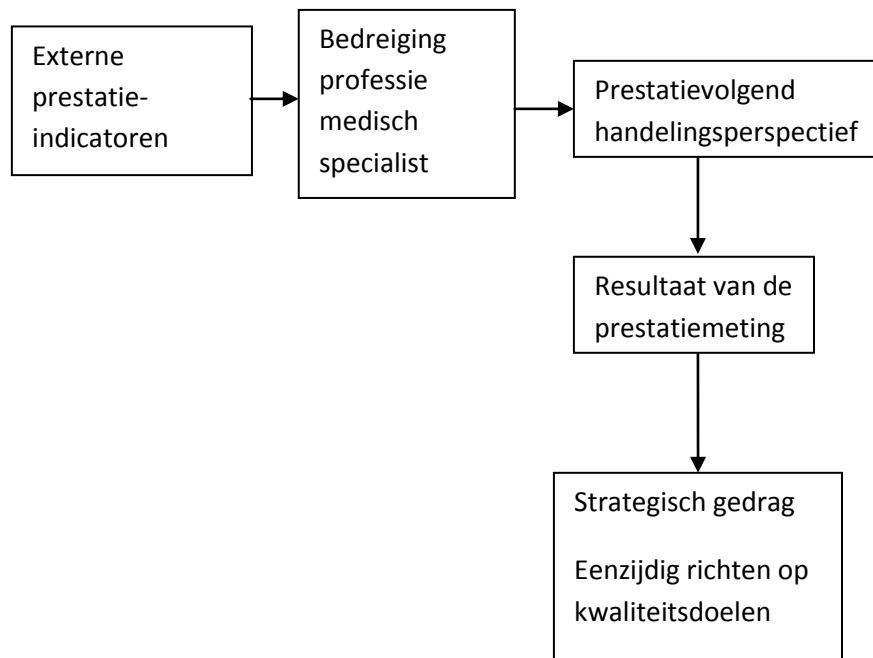 Externe
prestatie-
indicatoren
Bedreiging
professie
medisch
specialist
Prestatievolgend
handelingsperspectief
Resultaat van de
prestatiemeting
Strategisch gedrag
Eenzijdig richten op
kwaliteitsdoelen